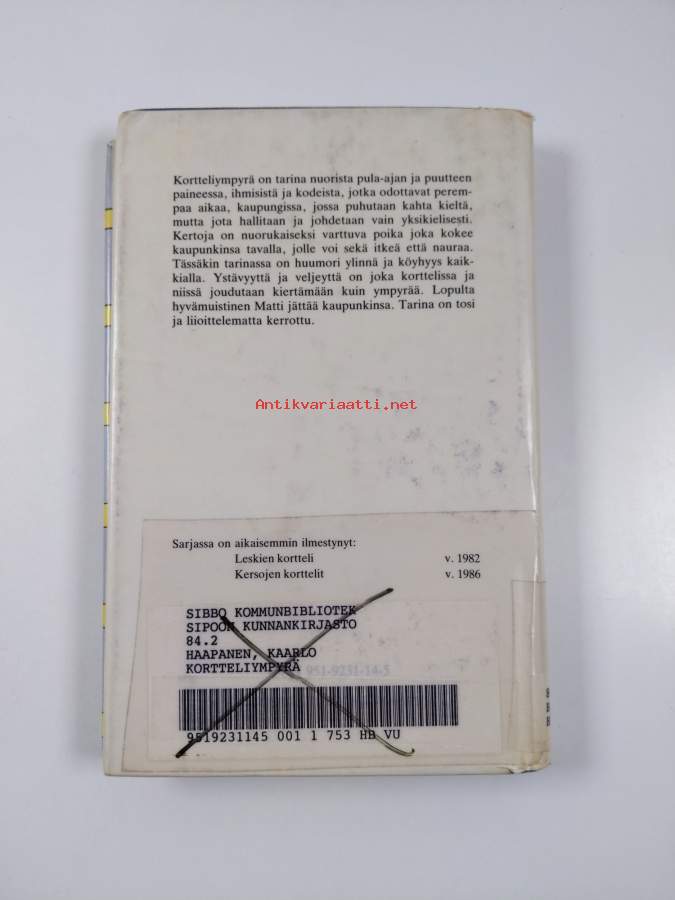 Kortteliympyrä on tarina nuorista pula-ajan ja puutteen
paineessa, ihmisistä ja kodeista, jotka odottavat perem-
paa aikaa, kaupungissa, jossa puhutaan kahta kieltä,
mutta jota hallitaan ja johdetaan vain yksikielisesti.
Kertoja on nuorukaiseksi varttuva poika joka kokee
kaupunkinsa tavalla, jolle voi sekä itkeä että nauraa.
Tässäkin tarinassa on huumori ylinnä ja köyhyys kaik-
kialla. Ystävyyttä ja veljeyttä on joka korttelissa ja
niissä joudutaan kiertämään kuin ympyrää. Lopulta
hyvämuistinen Matti jättää kaupunkinsa. Tarina on tosi
ja liioittelematta kerrottu.
Antikvariaatti.net
Sarjassa on aikaisemmin ilmestynyt:
Leskien kortteli v. 1982
Kersojen korttelit v. 1986
SIBBO KOMMUNBIBLIOTEK
SIPOON KUNNANKIRJASTO
84.2
HAAPANEN, KAARLO
KORTTELIYMPYRÄ 951-9231-14-5
9519231145 001 1 753 HB VU